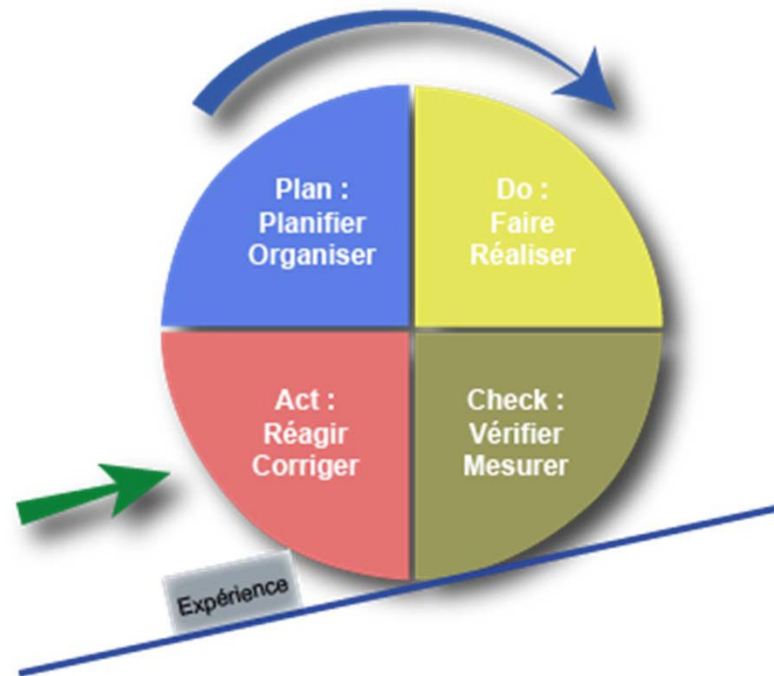 Plan :
Planifier
Organiser
Do :
Faire
Réaliser
Act :
Réagir
Corriger
Check :
Vérifier
Mesurer
Expérience